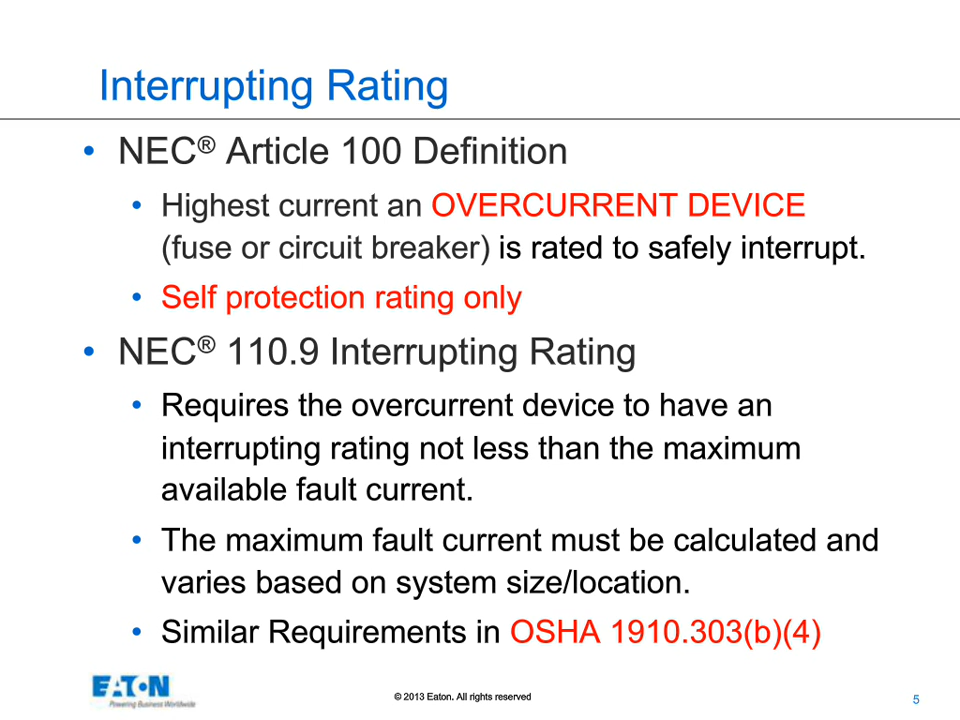 Interrupting Rating
• NEC® Article 100 Definition
• Highest current an OVERCURRENT DEVICE
(fuse or circuit breaker) is rated to safely interrupt.
• Self protection rating only
• NEC® 110.9 Interrupting Rating
• Requires the overcurrent device to have an
interrupting rating not less than the maximum
available fault current.
• The maximum fault current must be calculated and
varies based on system size/location.
• Similar Requirements in OSHA 1910.303(b)(4)
EATON
Powering Business Worldwide
© 2013 Eaton. All rights reserved
5